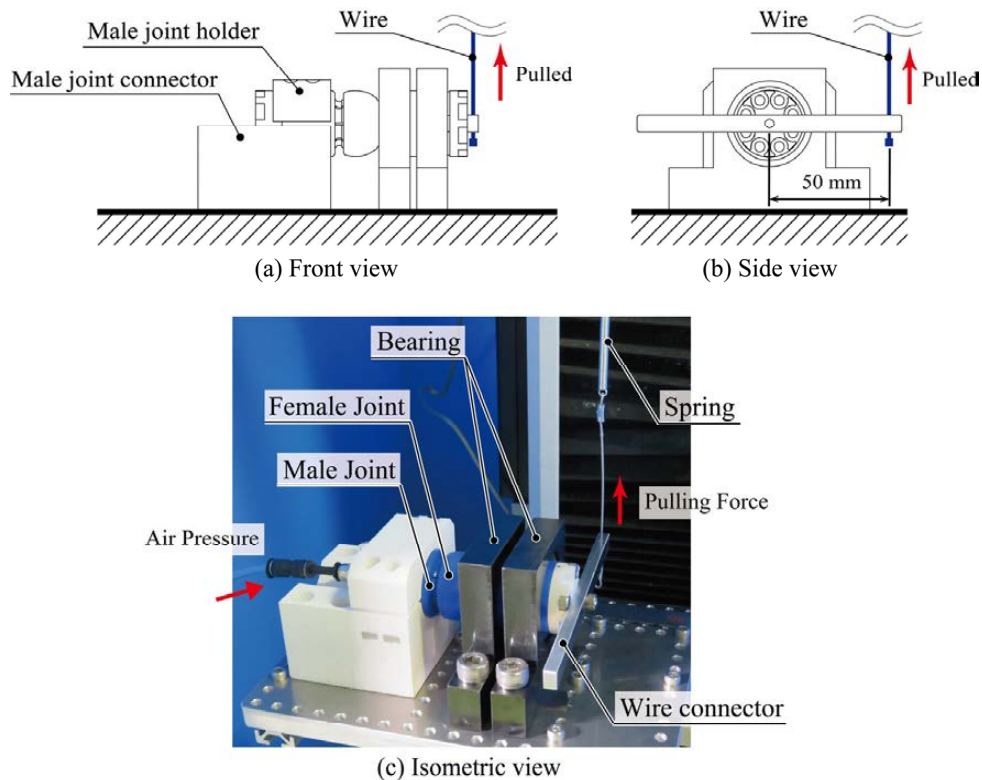 Wire
Male joint holder
Pulled
Male joint connector
(a) Front view
Wire
Pulled
50 mm
(b) Side view
Bearing
Female Joint
Spring
Male Joint
Pulling Force
Air Pressure
Wire connector
(c) Isometric view